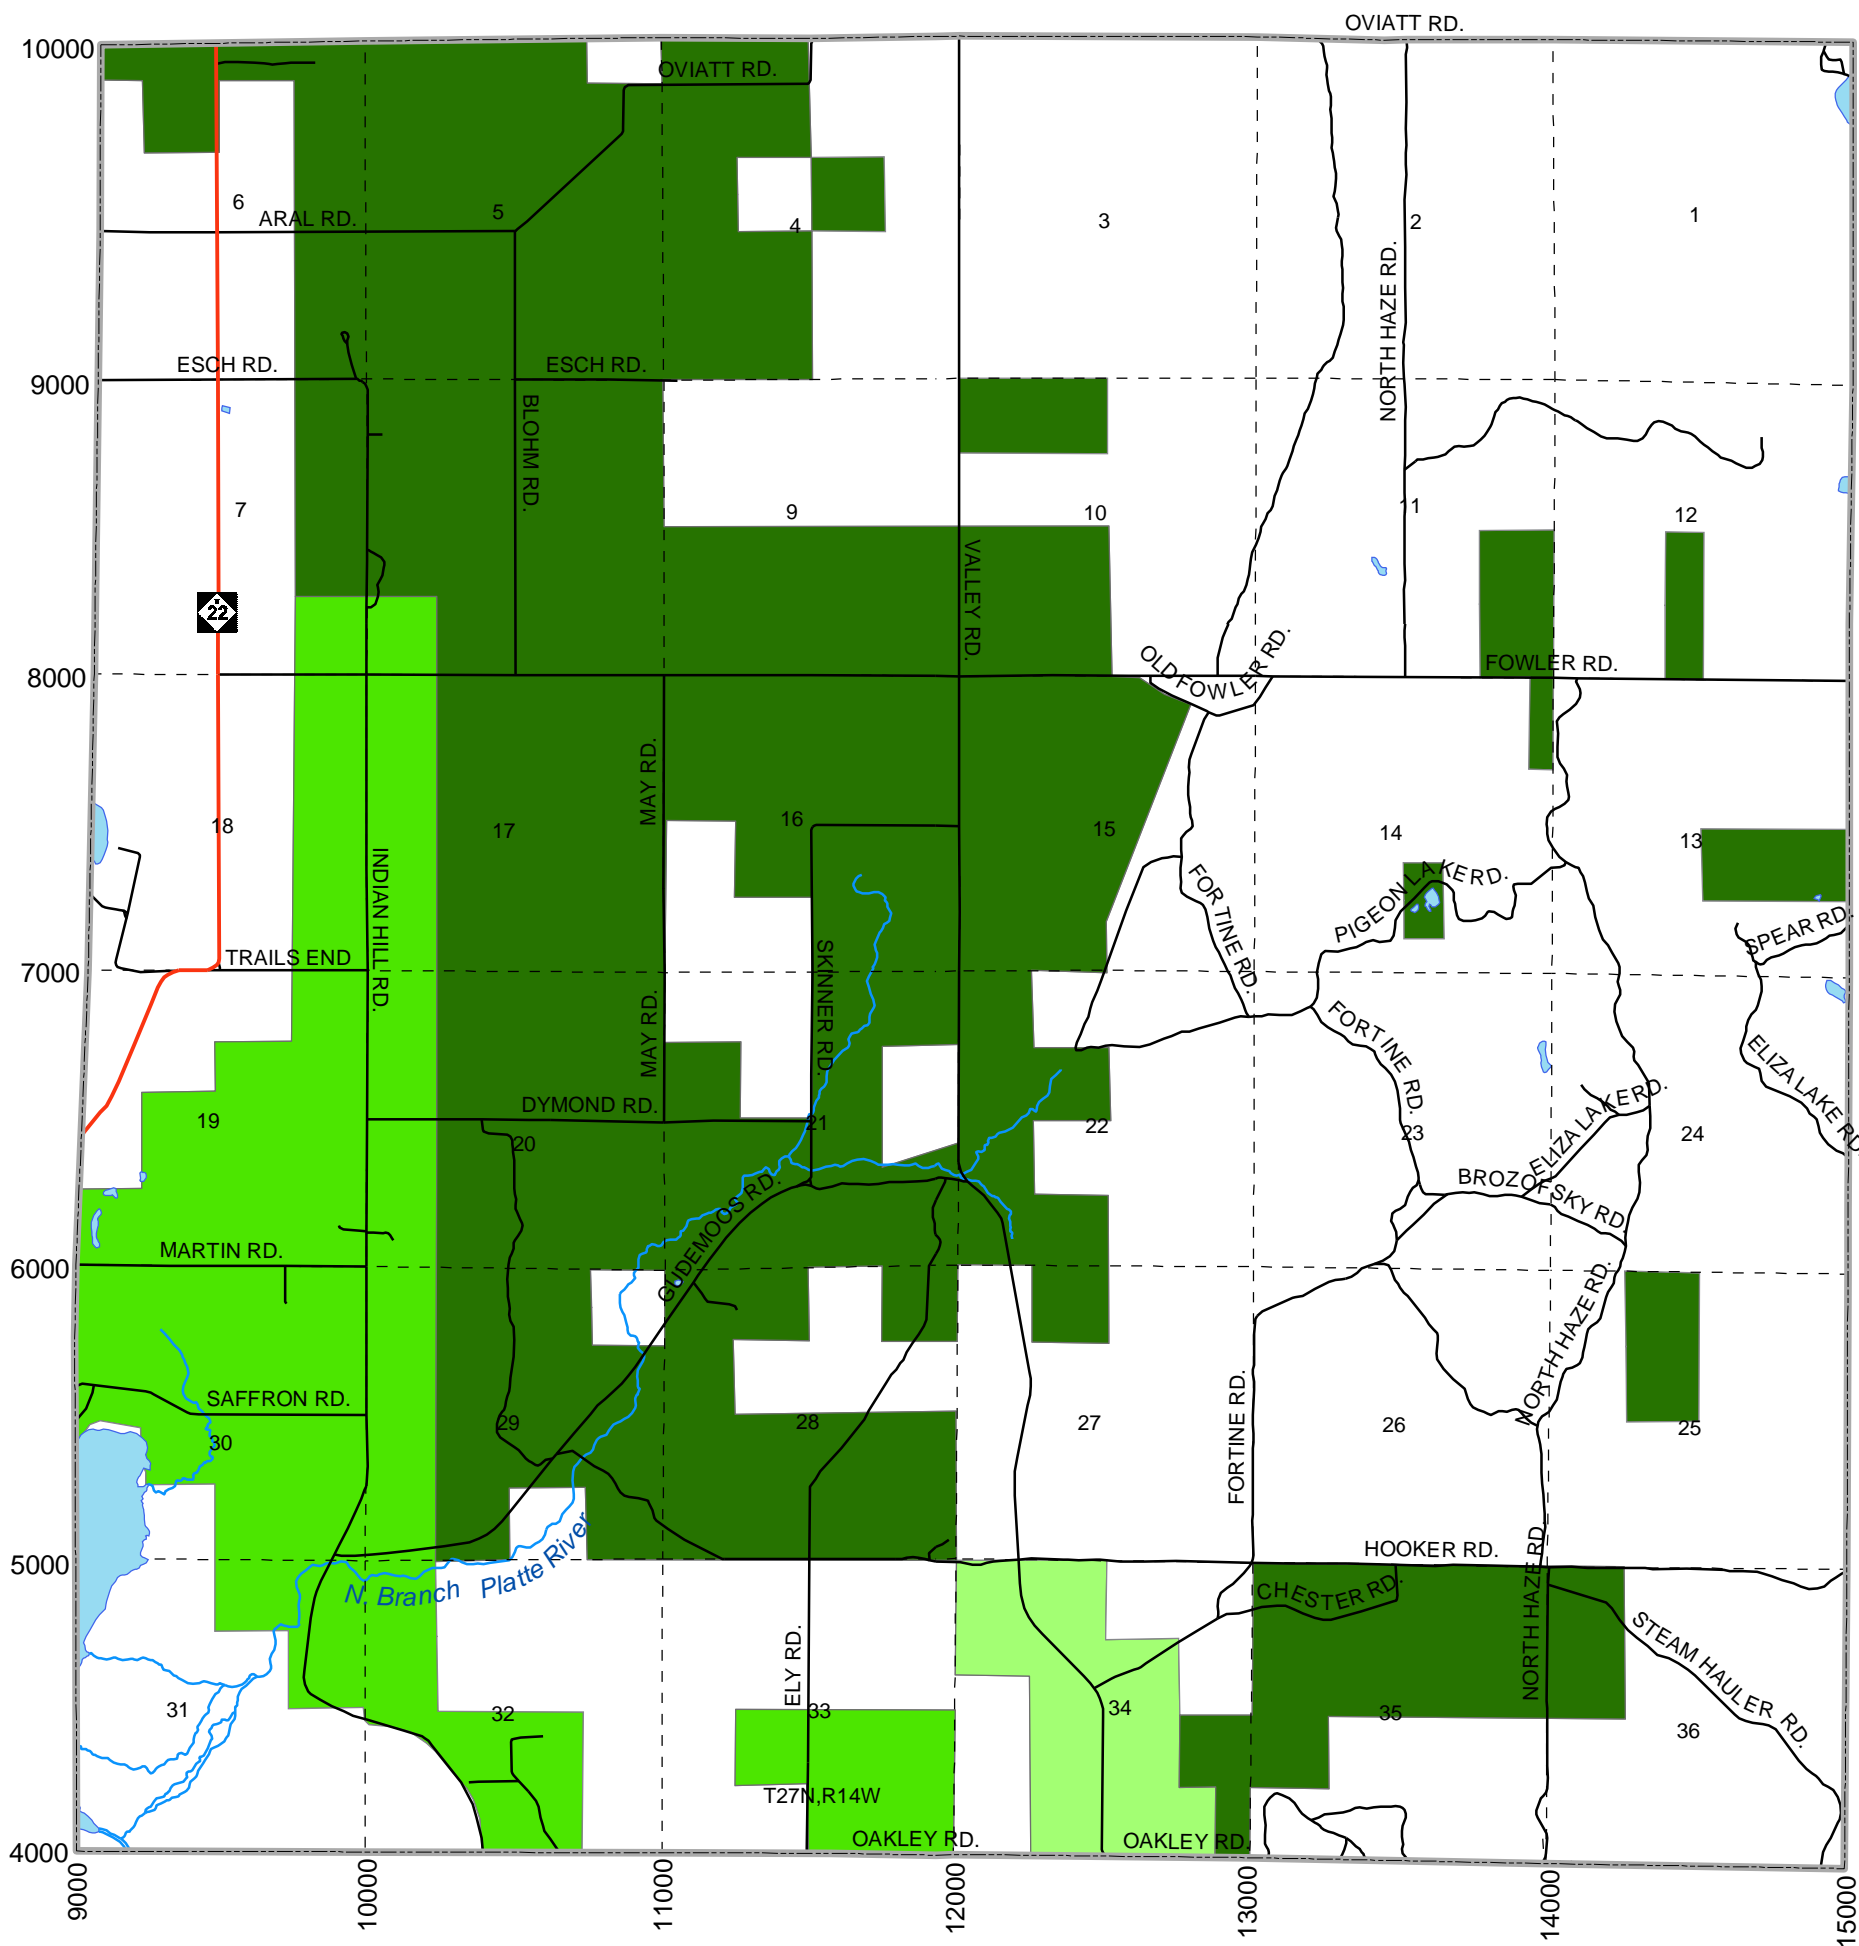 OVIATT RD.
10000
OVIATT RD.
6
ARAL RD.
5
4
3
2
1
NORTH HAZE RD.
ESCH RD.
ESCH RD.
9000
BLOHM RD.
7
9
10
11
12
22
VALLEY RD.
OLD FOWLER RD.
FOWLER RD.
8000
MAY RD.
18
17
16
15
14
13
INDIAN HILL RD.
FORTINE RD.
PIGEON LAKE RD.
SPEAR RD.
TRAILS END
SKINNER RD.
7000
MAY RD.
FORTINE RD.
ELIZA LAKE RD.
DYMOND RD.
ELIZA LAKE RD.
19
20
21
22
23
24
BROZOFSKY RD.
GUDEMOOS RD.
MARTIN RD.
6000
NORTH HAZE RD.
SAFFRON RD.
FORTINE RD.
30
29
28
27
26
25
N. Branch Platte River
HOOKER RD.
5000
CHESTER RD.
NORTH HAZE RD.
STEAM HAULER RD.
ELY RD.
31
32
33
34
35
36
T27N,R14W
OAKLEY RD.
OAKLEY RD.
4000
9000
10000
11000
12000
13000
14000
15000